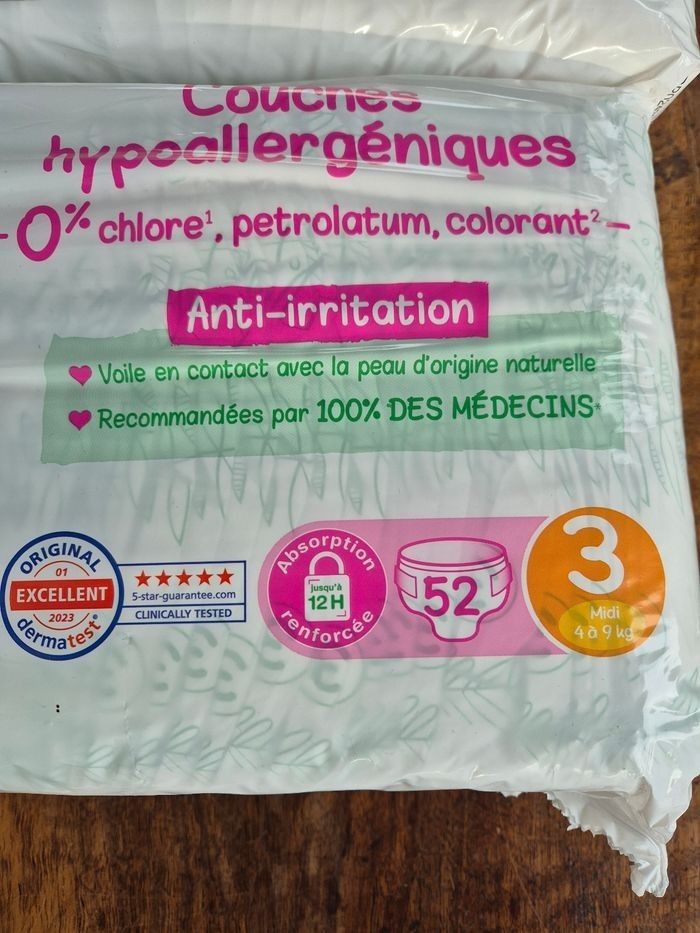 Couches
hypoallergéniques
-0% chlore¹, petrolatum, colorant²-
Anti-irritation
Voile en contact avec la peau d'origine naturelle
Recommandées par 100% DES MÉDECINS*
ORIGINAL
01
EXCELLENT
2023
dermatest®
5-star-guarantee.com
CLINICALLY TESTED
Absorption
jusqu'à
12H
renforcée
52
3
Midi
4 à 9 kg